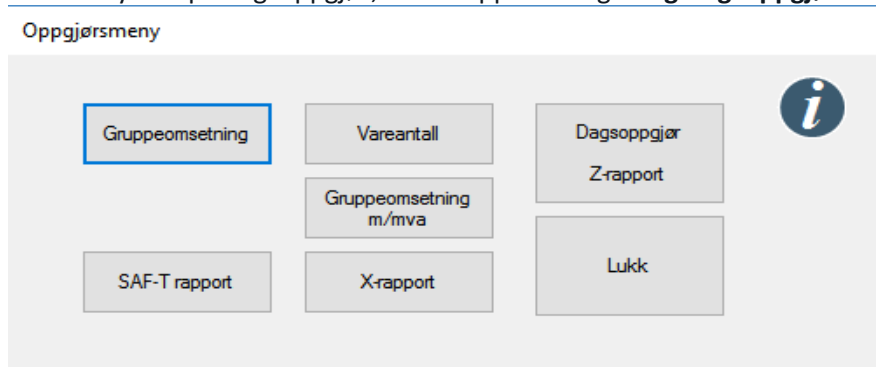 Oppgjørsmeny
Gruppeomsetning
Vareantall
Dagsoppgjør
Z-rapport
Gruppeomsetning
m/mva
SAF-T rapport
X-rapport
Lukk
i